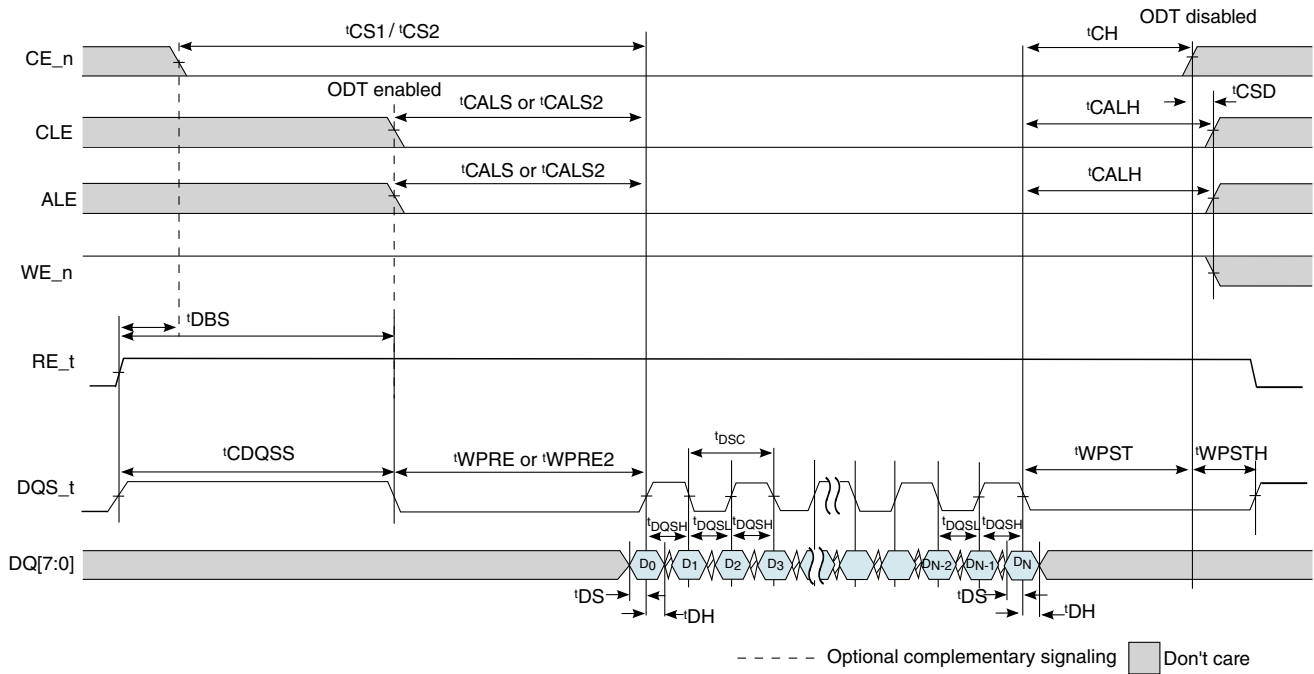 ODT disabled
tCS1 / tCS2
tCH
CE_n
ODT enabled
tCALS or tCALS2
tCSD
tCALH
CLE
tCALS or tCALS2
tCALH
ALE
WE_n
tDBS
RE_t
tCDQSS
tWPRE or tWPRE2
tDSC
tWPST
tWPSTH
DQS_t
tDQSH tDQSL tDQSH tDQSL tDQSH
DQ[7:0]
D0 D1 D2 D3 DN-2 DN-1 DN
tDS tDS
tDH tDH
Optional complementary signaling Don't care